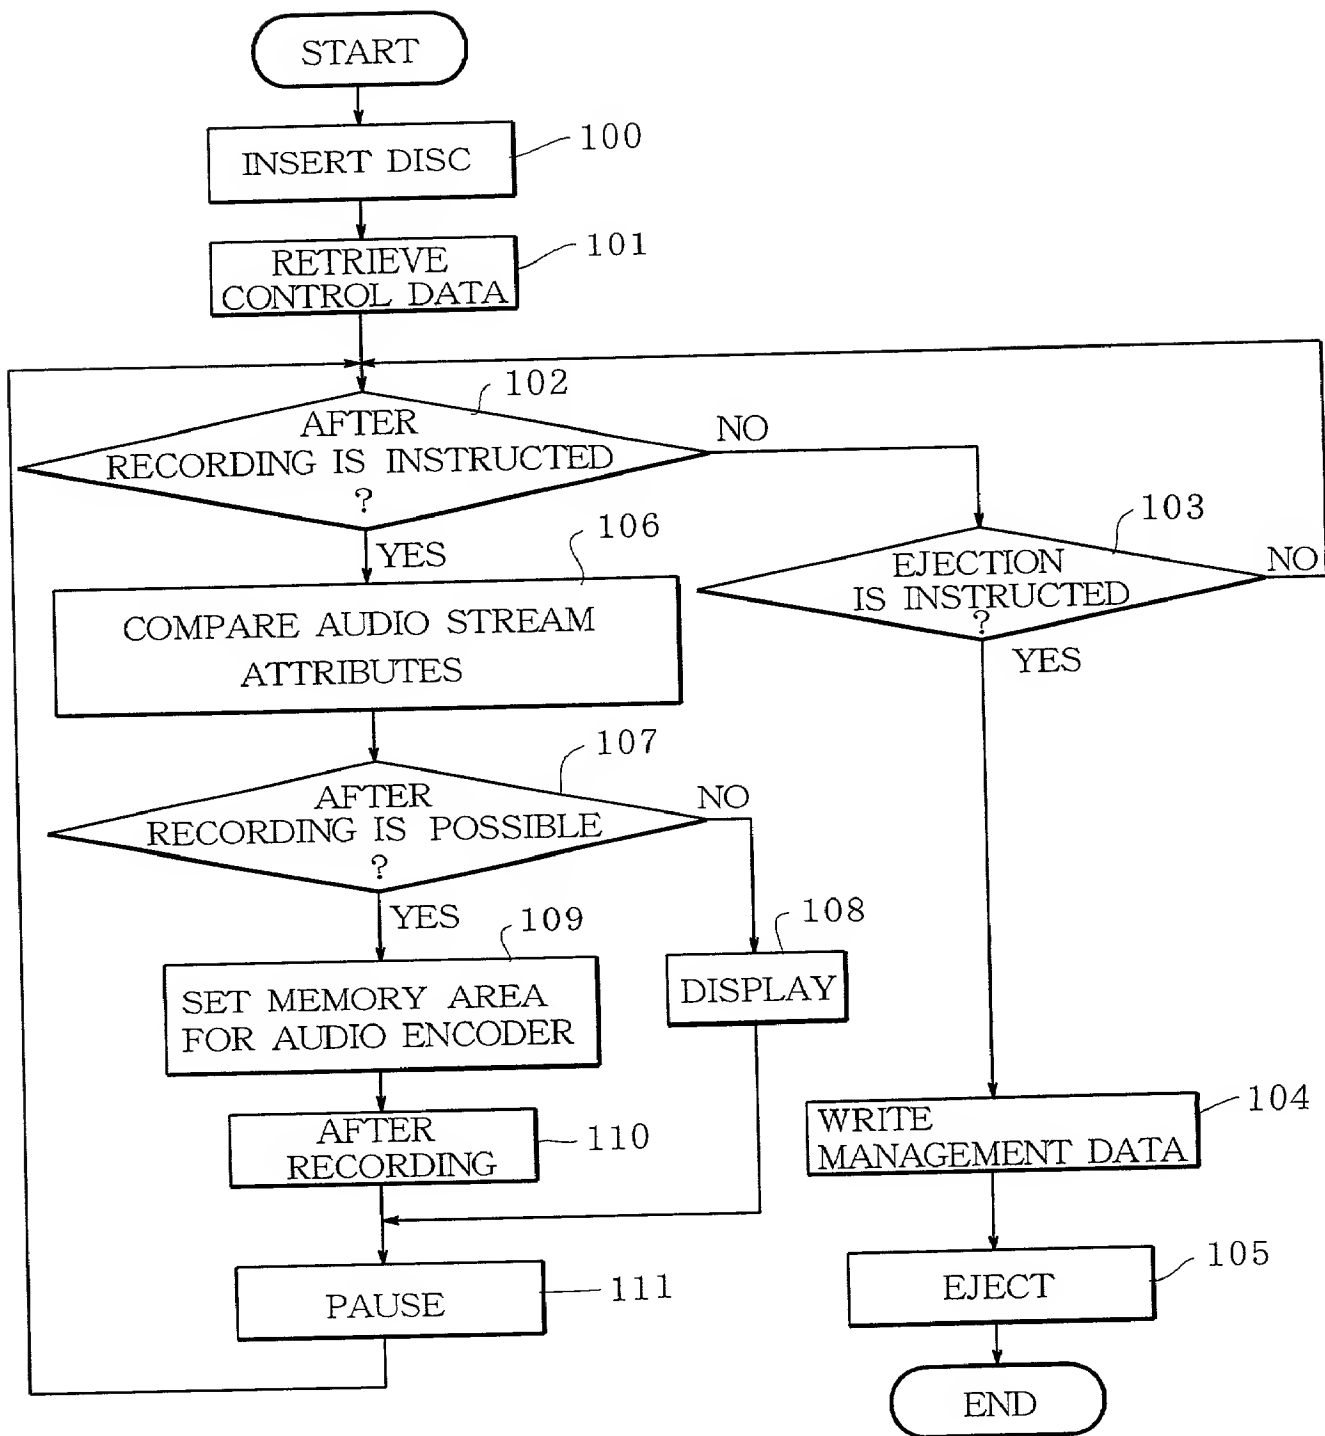 START
INSERT DISC
100
RETRIEVE
CONTROL DATA
101
AFTER
RECORDING IS INSTRUCTED
?
102
NO
YES
EJECTION
IS INSTRUCTED
?
103
NO
YES
COMPARE AUDIO STREAM
ATTRIBUTES
106
AFTER
RECORDING IS POSSIBLE
?
107
NO
YES
SET MEMORY AREA
FOR AUDIO ENCODER
109
DISPLAY
108
AFTER
RECORDING
110
WRITE
MANAGEMENT DATA
104
PAUSE
111
EJECT
105
END